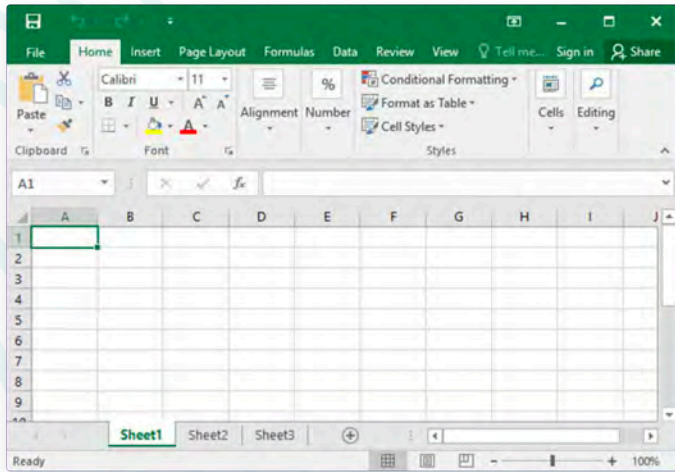 File Home Insert Page Layout Formulas Data Review View Tell me... Sign in Share
Calibri 11 % Conditional Formatting
Paste B I U A A Alignment Number Format as Table Cells Editing
A Cell Styles
Clipboard Font Styles
A1 fx
A B C D E F G H I J
1
2
3
4
5
6
7
8
9
10
Sheet1 Sheet2 Sheet3
Ready 100%